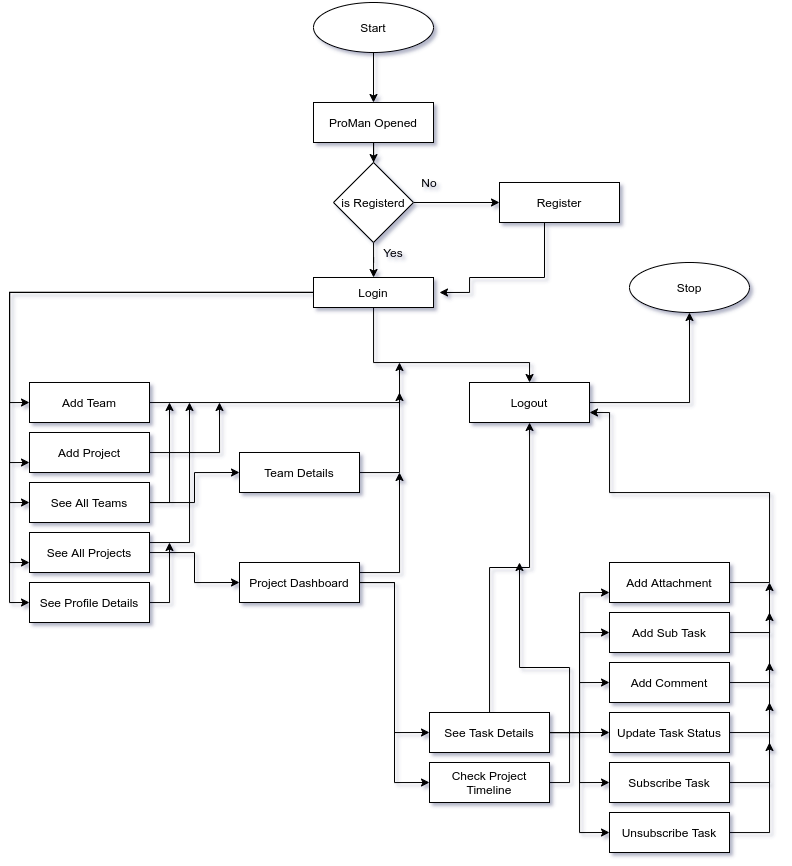 Start
ProMan Opened
No
is Registerd
Register
Yes
Login
Stop
Add Team
Logout
Add Project
Team Details
See All Teams
See All Projects
Project Dashboard
Add Attachment
See Profile Details
Add Sub Task
Add Comment
See Task Details
Update Task Status
Check Project
Timeline
Subscribe Task
Unsubscribe Task